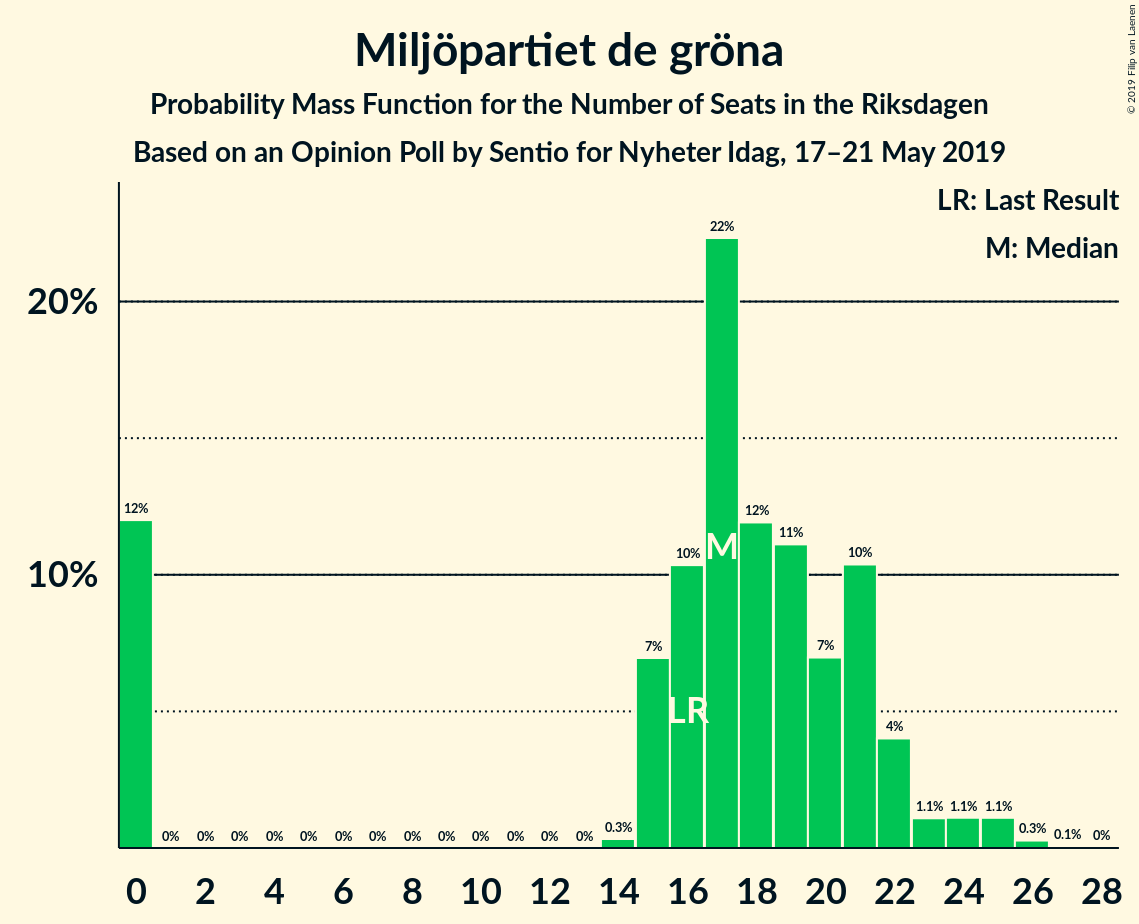 Miljöpartiet de gröna
Probability Mass Function for the Number of Seats in the Riksdagen
Based on an Opinion Poll by Sentio for Nyheter Idag, 17–21 May 2019
© 2019 Filip van Laenen
LR: Last Result
M: Median
20%
10%
12% 0% 0% 0% 0% 0% 0% 0% 0% 0% 0% 0% 0% 0% 0.3% 7% 10% 22% 12% 11% 7% 10% 4% 1.1% 1.1% 1.1% 0.3% 0.1% 0%
M
LR
0 2 4 6 8 10 12 14 16 18 20 22 24 26 28